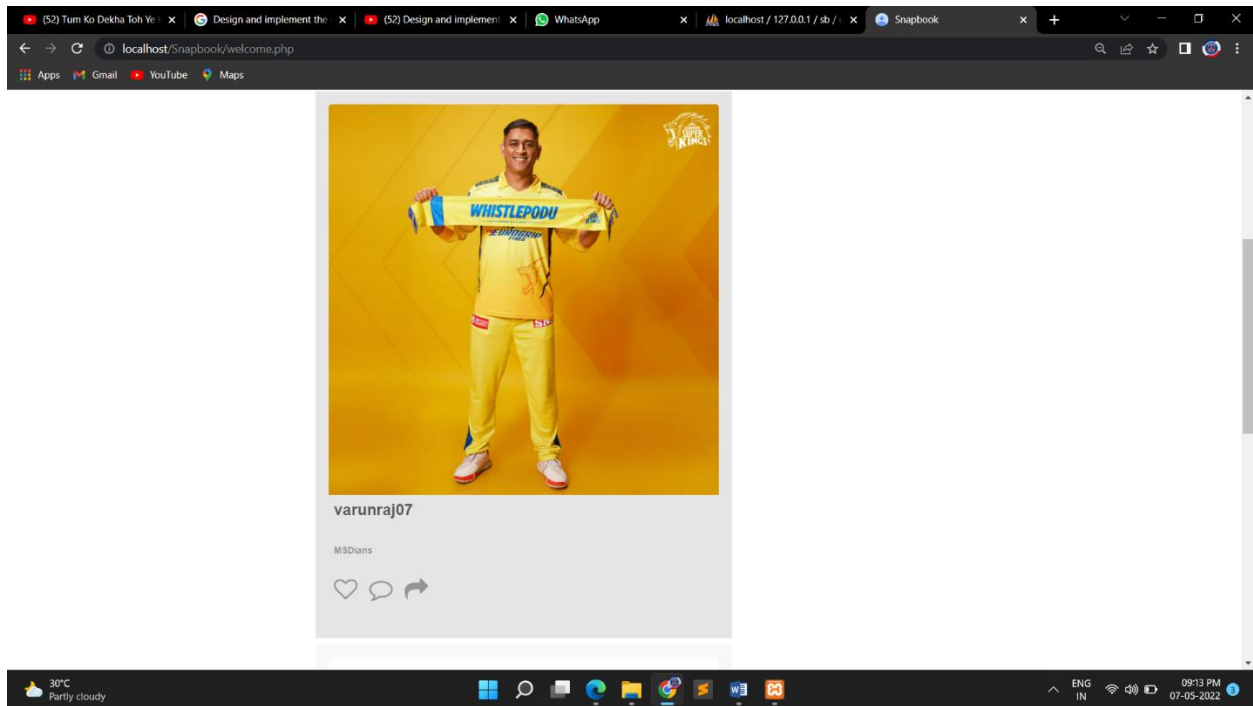 (52) Tum Ko Dekha Toh Ye
Design and implement the
(52) Design and implement
WhatsApp
localhost / 127.0.0.1 / sb /
Snapbook
localhost/Snapbook/welcome.php
Apps
Gmail
YouTube
Maps
SUPER
KINGS
WHISTLEPODU
EUROGRIP
varunraj07
MSDians
30°C
Partly cloudy
ENG
IN
09:13 PM
07-05-2022
3